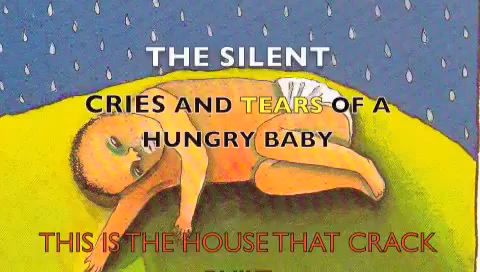 THE SILENT
CRIES AND TEARS OF A
HUNGRY BABY
THIS IS THE HOUSE THAT CRACK